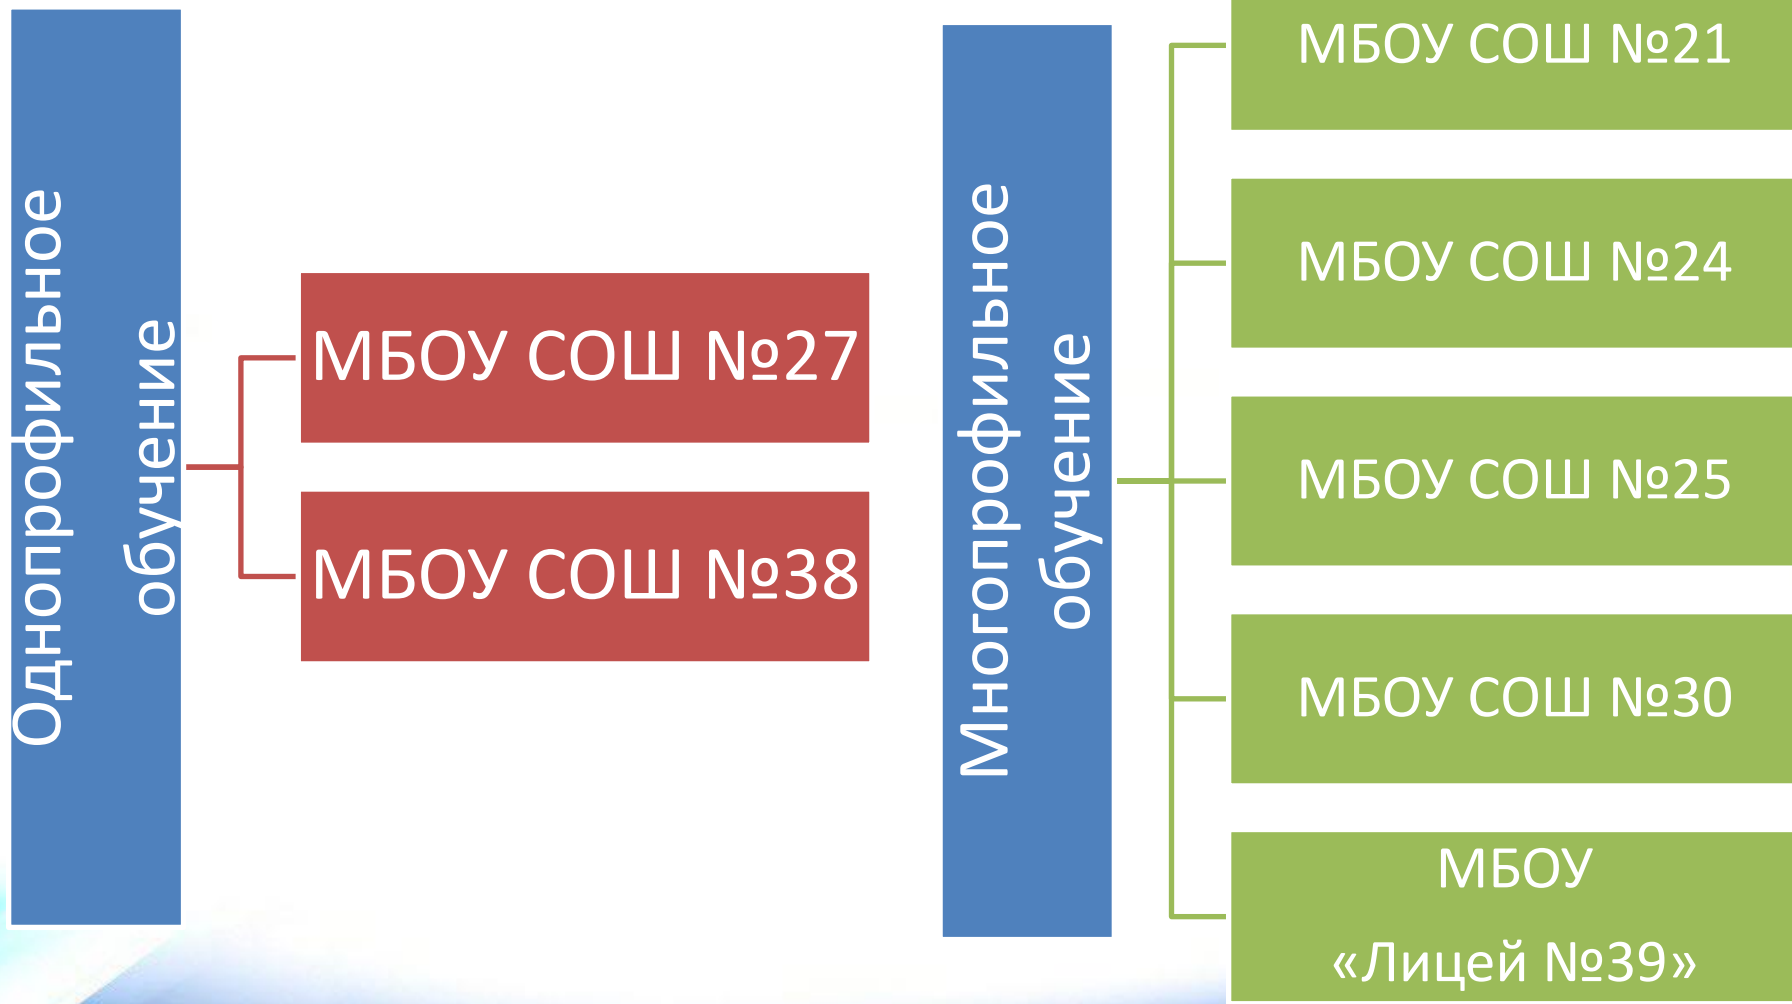 Однопрофильное
обучение
МБОУ СОШ №27
МБОУ СОШ №38
Многопрофильное
обучение
МБОУ СОШ №21
МБОУ СОШ №24
МБОУ СОШ №25
МБОУ СОШ №30
МБОУ
«Лицей №39»